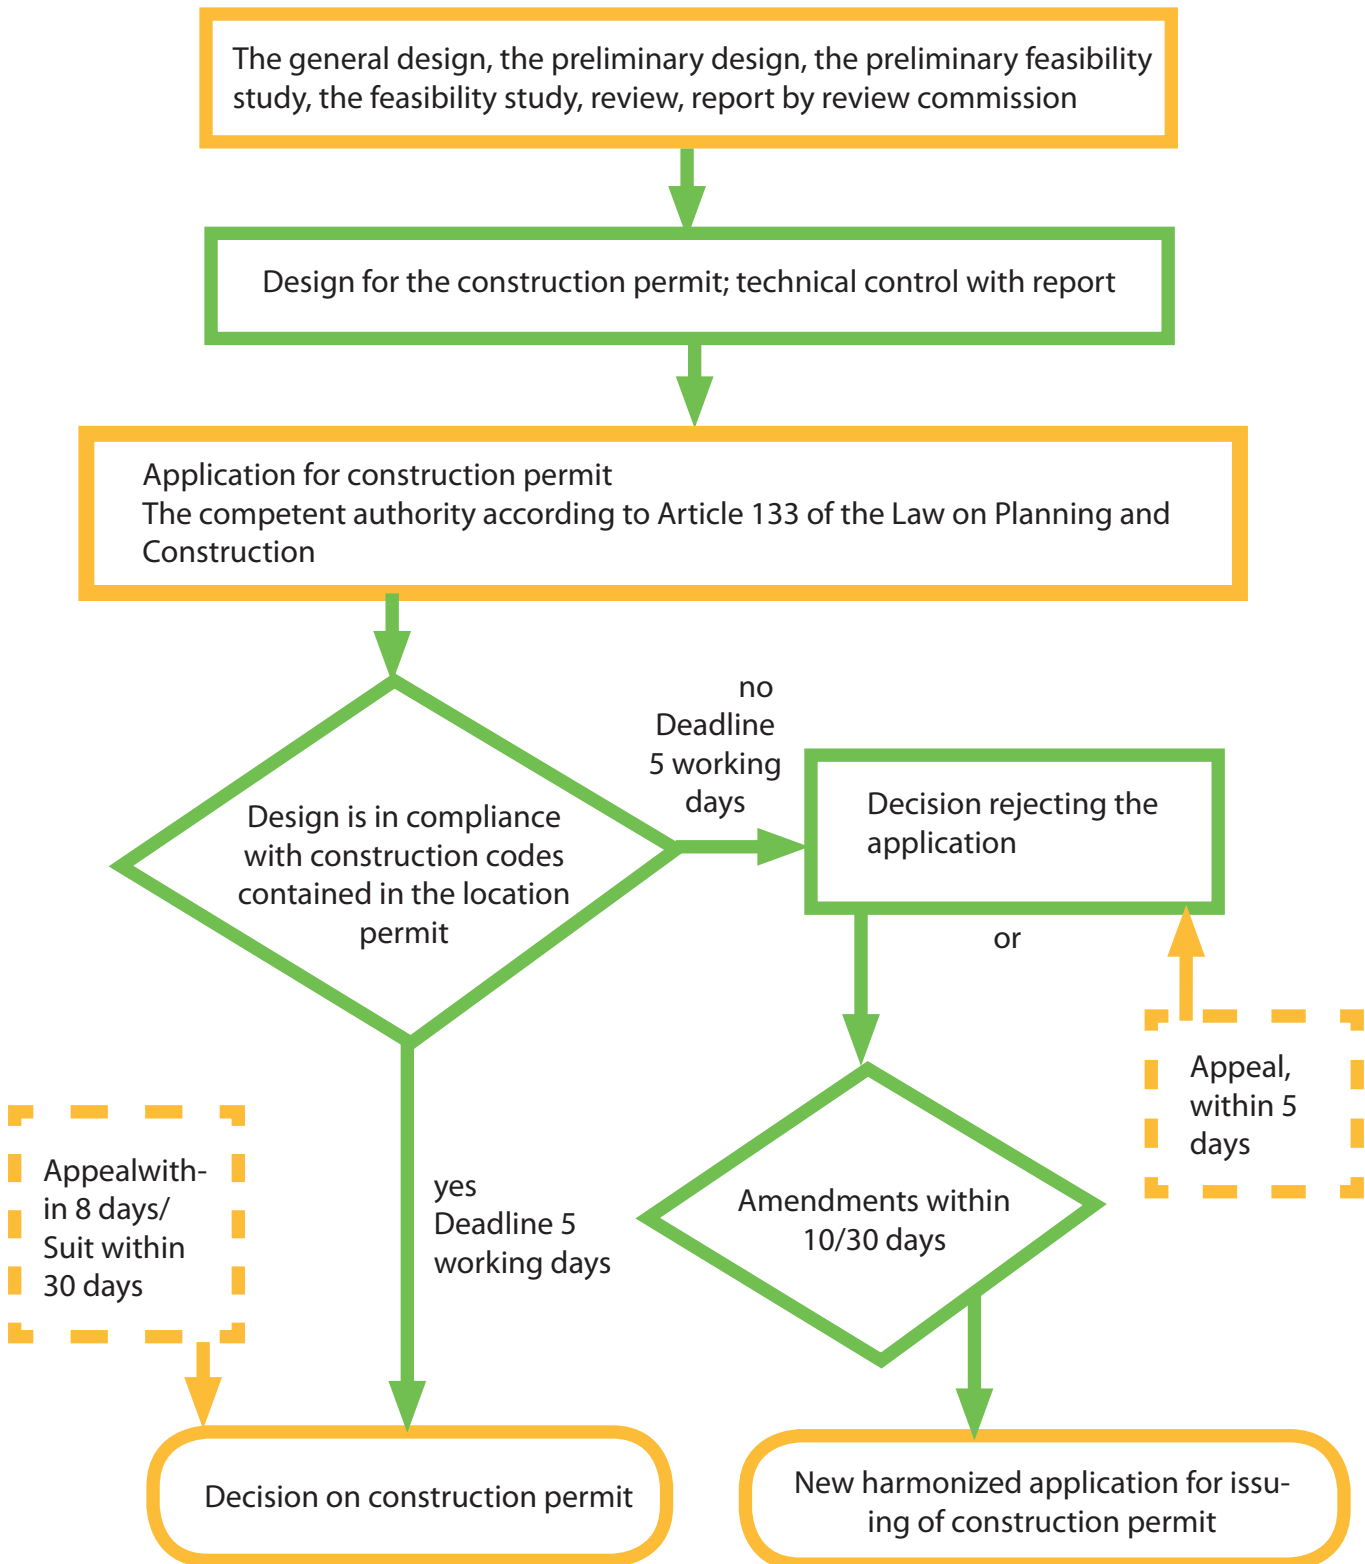 The general design, the preliminary design, the preliminary feasibility
study, the feasibility study, review, report by review commission
Design for the construction permit; technical control with report
Application for construction permit
The competent authority according to Article 133 of the Law on Planning and
Construction
no
Deadline
5 working
days
Design is in compliance
with construction codes
contained in the location
permit
Decision rejecting the
application
or
Appeal,
within 5
days
Appealwith-
in 8 days/
Suit within
30 days
yes
Deadline 5
working days
Amendments within
10/30 days
Decision on construction permit
New harmonized application for issu-
ing of construction permit